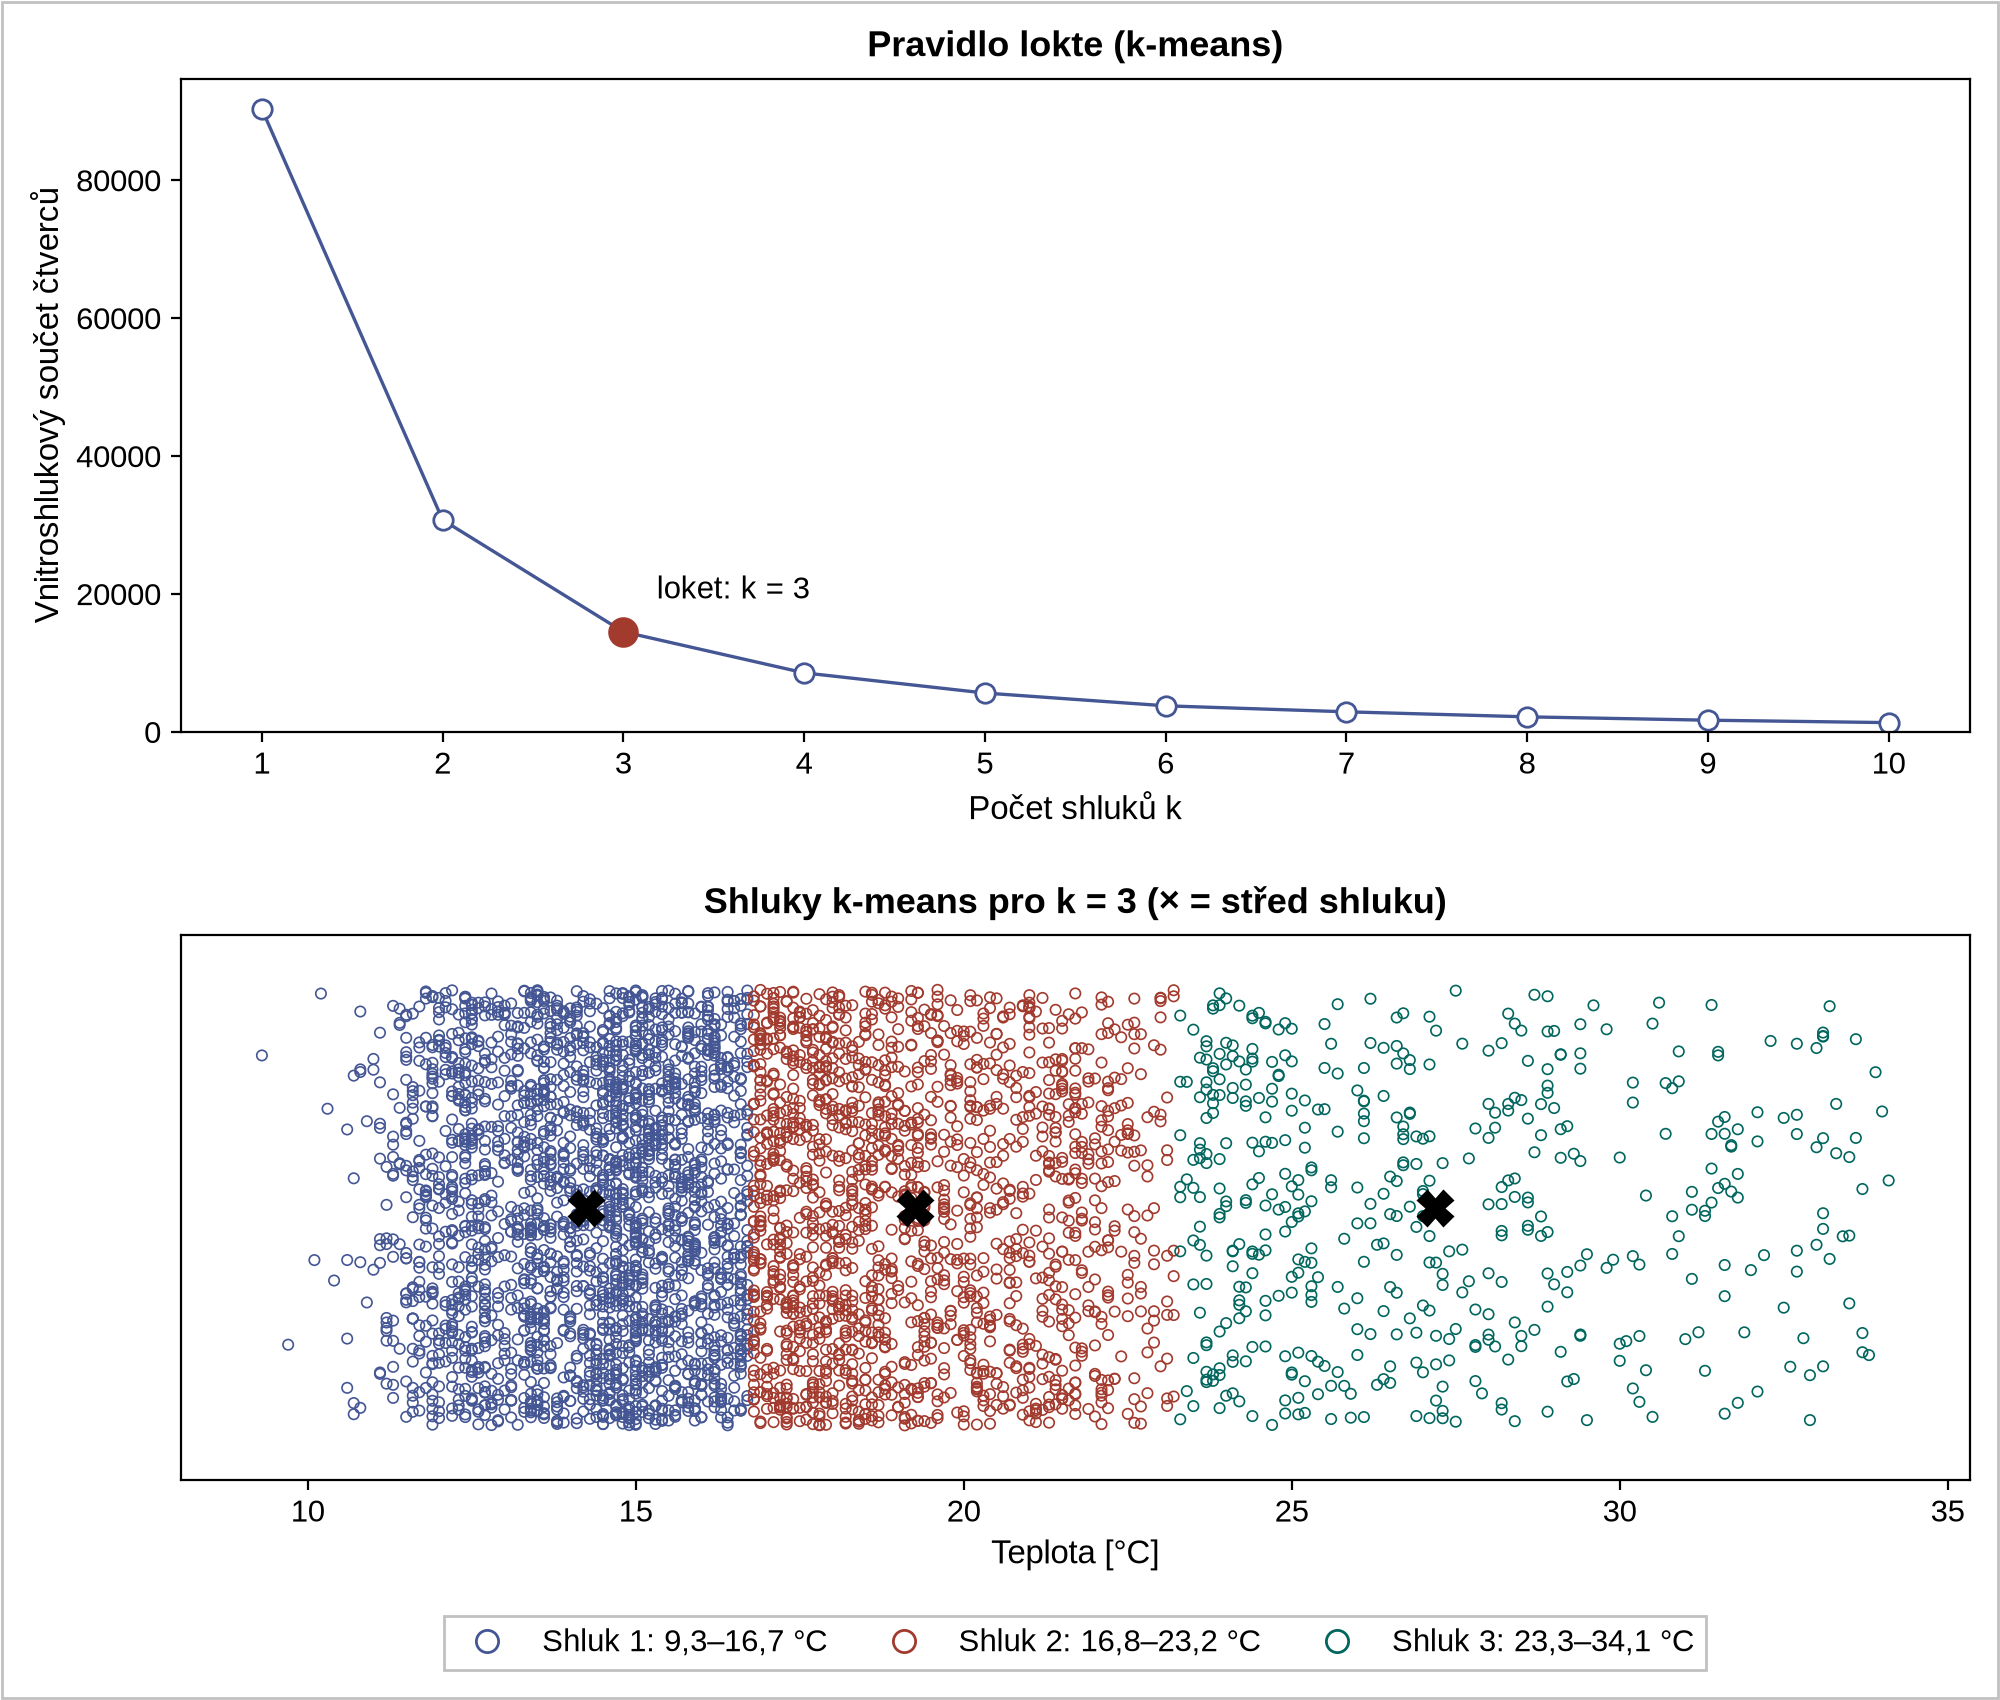 Pravidlo lokte (k-means)
Vnitroshlukový součet čtverců
80000
60000
40000
20000
0
loket: k = 3
1 2 3 4 5 6 7 8 9 10
Počet shluků k
Shluky k-means pro k = 3 (× = střed shluku)
10 15 20 25 30 35
Teplota [°C]
Shluk 1: 9,3–16,7 °C Shluk 2: 16,8–23,2 °C Shluk 3: 23,3–34,1 °C